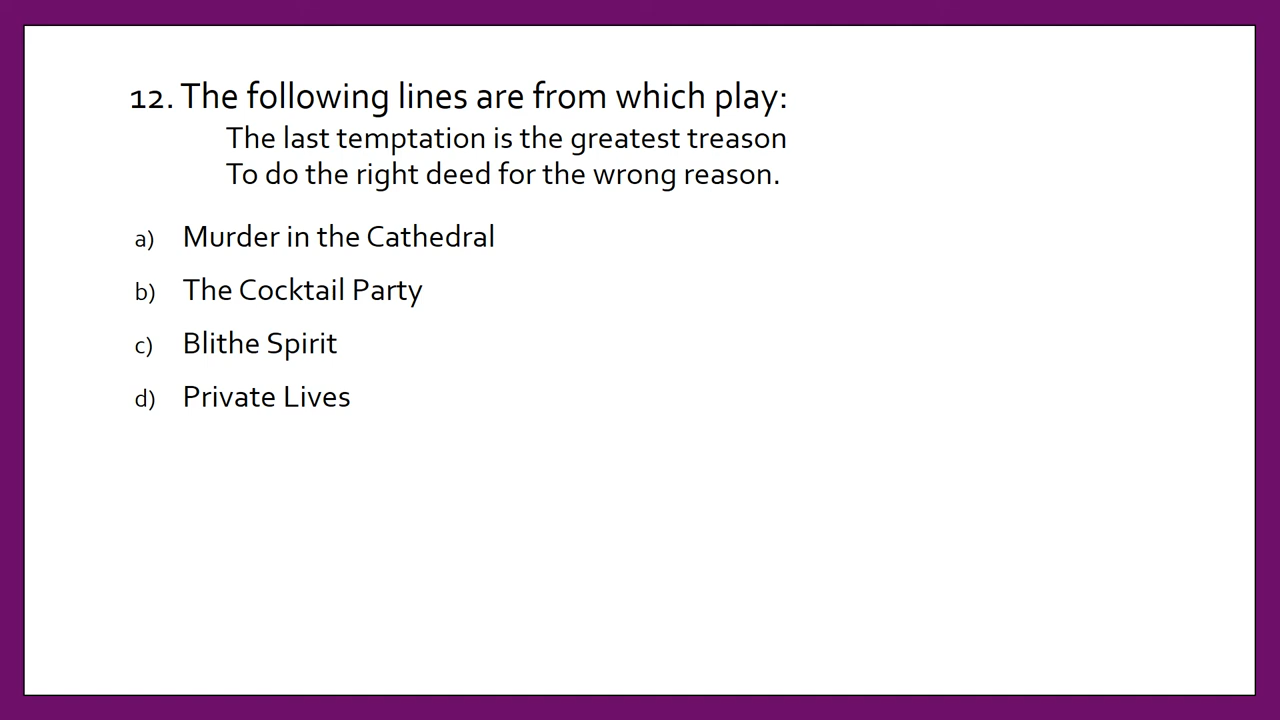 12. The following lines are from which play:
The last temptation is the greatest treason
To do the right deed for the wrong reason.
a) Murder in the Cathedral
b) The Cocktail Party
c) Blithe Spirit
d) Private Lives